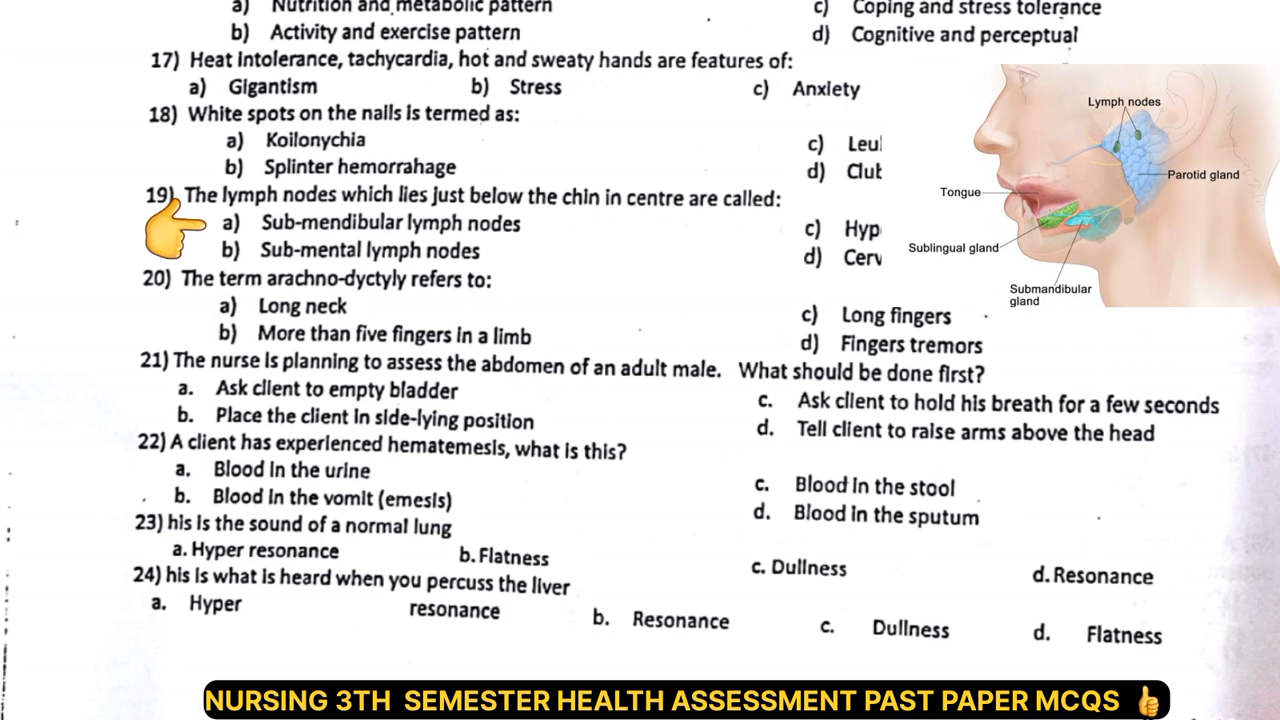 a) Nutrition and metabolic pattern c) Coping and stress tolerance
b) Activity and exercise pattern d) Cognitive and perceptual
17) Heat Intolerance, tachycardia, hot and sweaty hands are features of:
a) Gigantism b) Stress c) Anxiety
18) White spots on the nails is termed as:
a) Koilonychia c) Leul
b) Splinter hemorrahage d) Club
19) The lymph nodes which lies just below the chin in centre are called:
a) Sub-mendibular lymph nodes c) Hyp
b) Sub-mental lymph nodes d) Cerv
20) The term arachno-dyctyly refers to:
a) Long neck c) Long fingers
b) More than five fingers in a limb d) Fingers tremors
21) The nurse is planning to assess the abdomen of an adult male. What should be done first?
a. Ask client to empty bladder c. Ask client to hold his breath for a few seconds
b. Place the client in side-lying position d. Tell client to raise arms above the head
22) A client has experienced hematemesis, what is this?
a. Blood in the urine c. Blood in the stool
b. Blood in the vomit (emesis) d. Blood in the sputum
23) his is the sound of a normal lung
a. Hyper resonance b. Flatness c. Dullness d. Resonance
24) his is what is heard when you percuss the liver
a. Hyper resonance b. Resonance c. Dullness d. Flatness
Lymph nodes
Parotid gland
Tongue
Sublingual gland
Submandibular
gland
NURSING 3TH SEMESTER HEALTH ASSESSMENT PAST PAPER MCQS